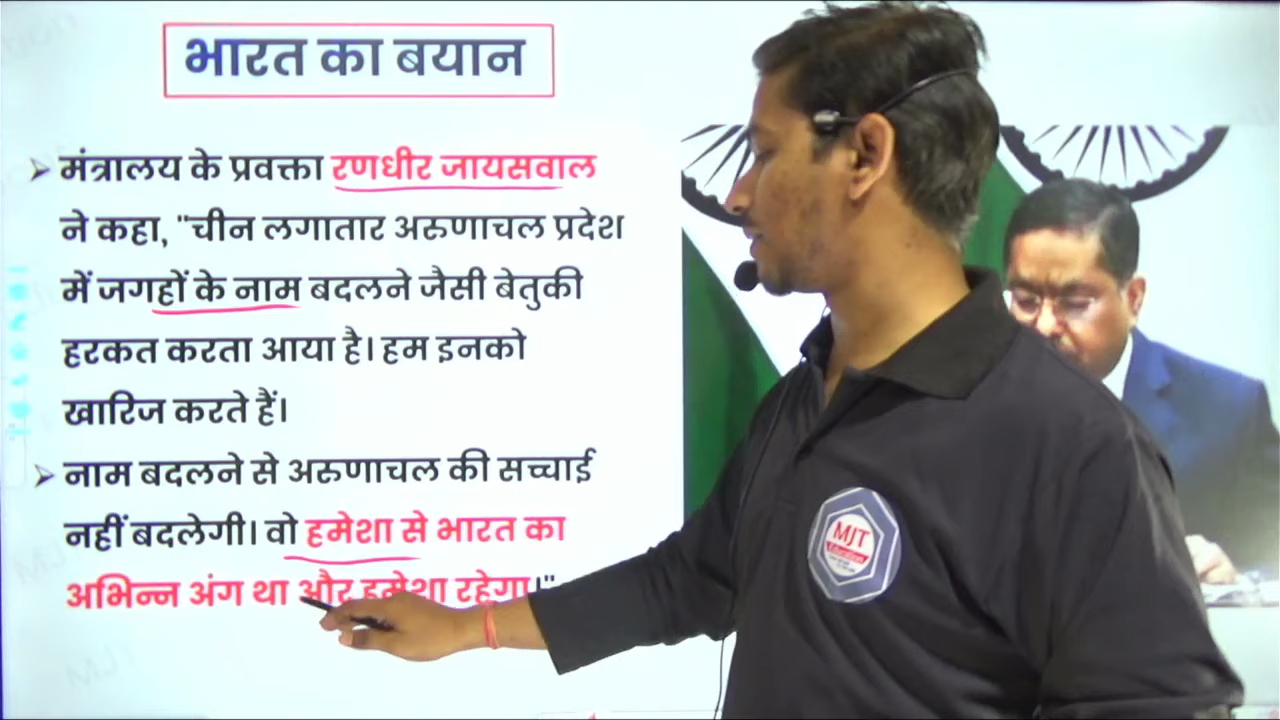 भारत का बयान
मंत्रालय के प्रवक्ता रणधीर जायसवाल
ने कहा, "चीन लगातार अरुणाचल प्रदेश
में जगहों के नाम बदलने जैसी बेतुकी
हरकत करता आया है। हम इनको
खारिज करते हैं।
नाम बदलने से अरुणाचल की सच्चाई
नहीं बदलेगी। वो हमेशा से भारत का
अभिन्न अंग था और हमेशा रहेगा।"
MJT
Education